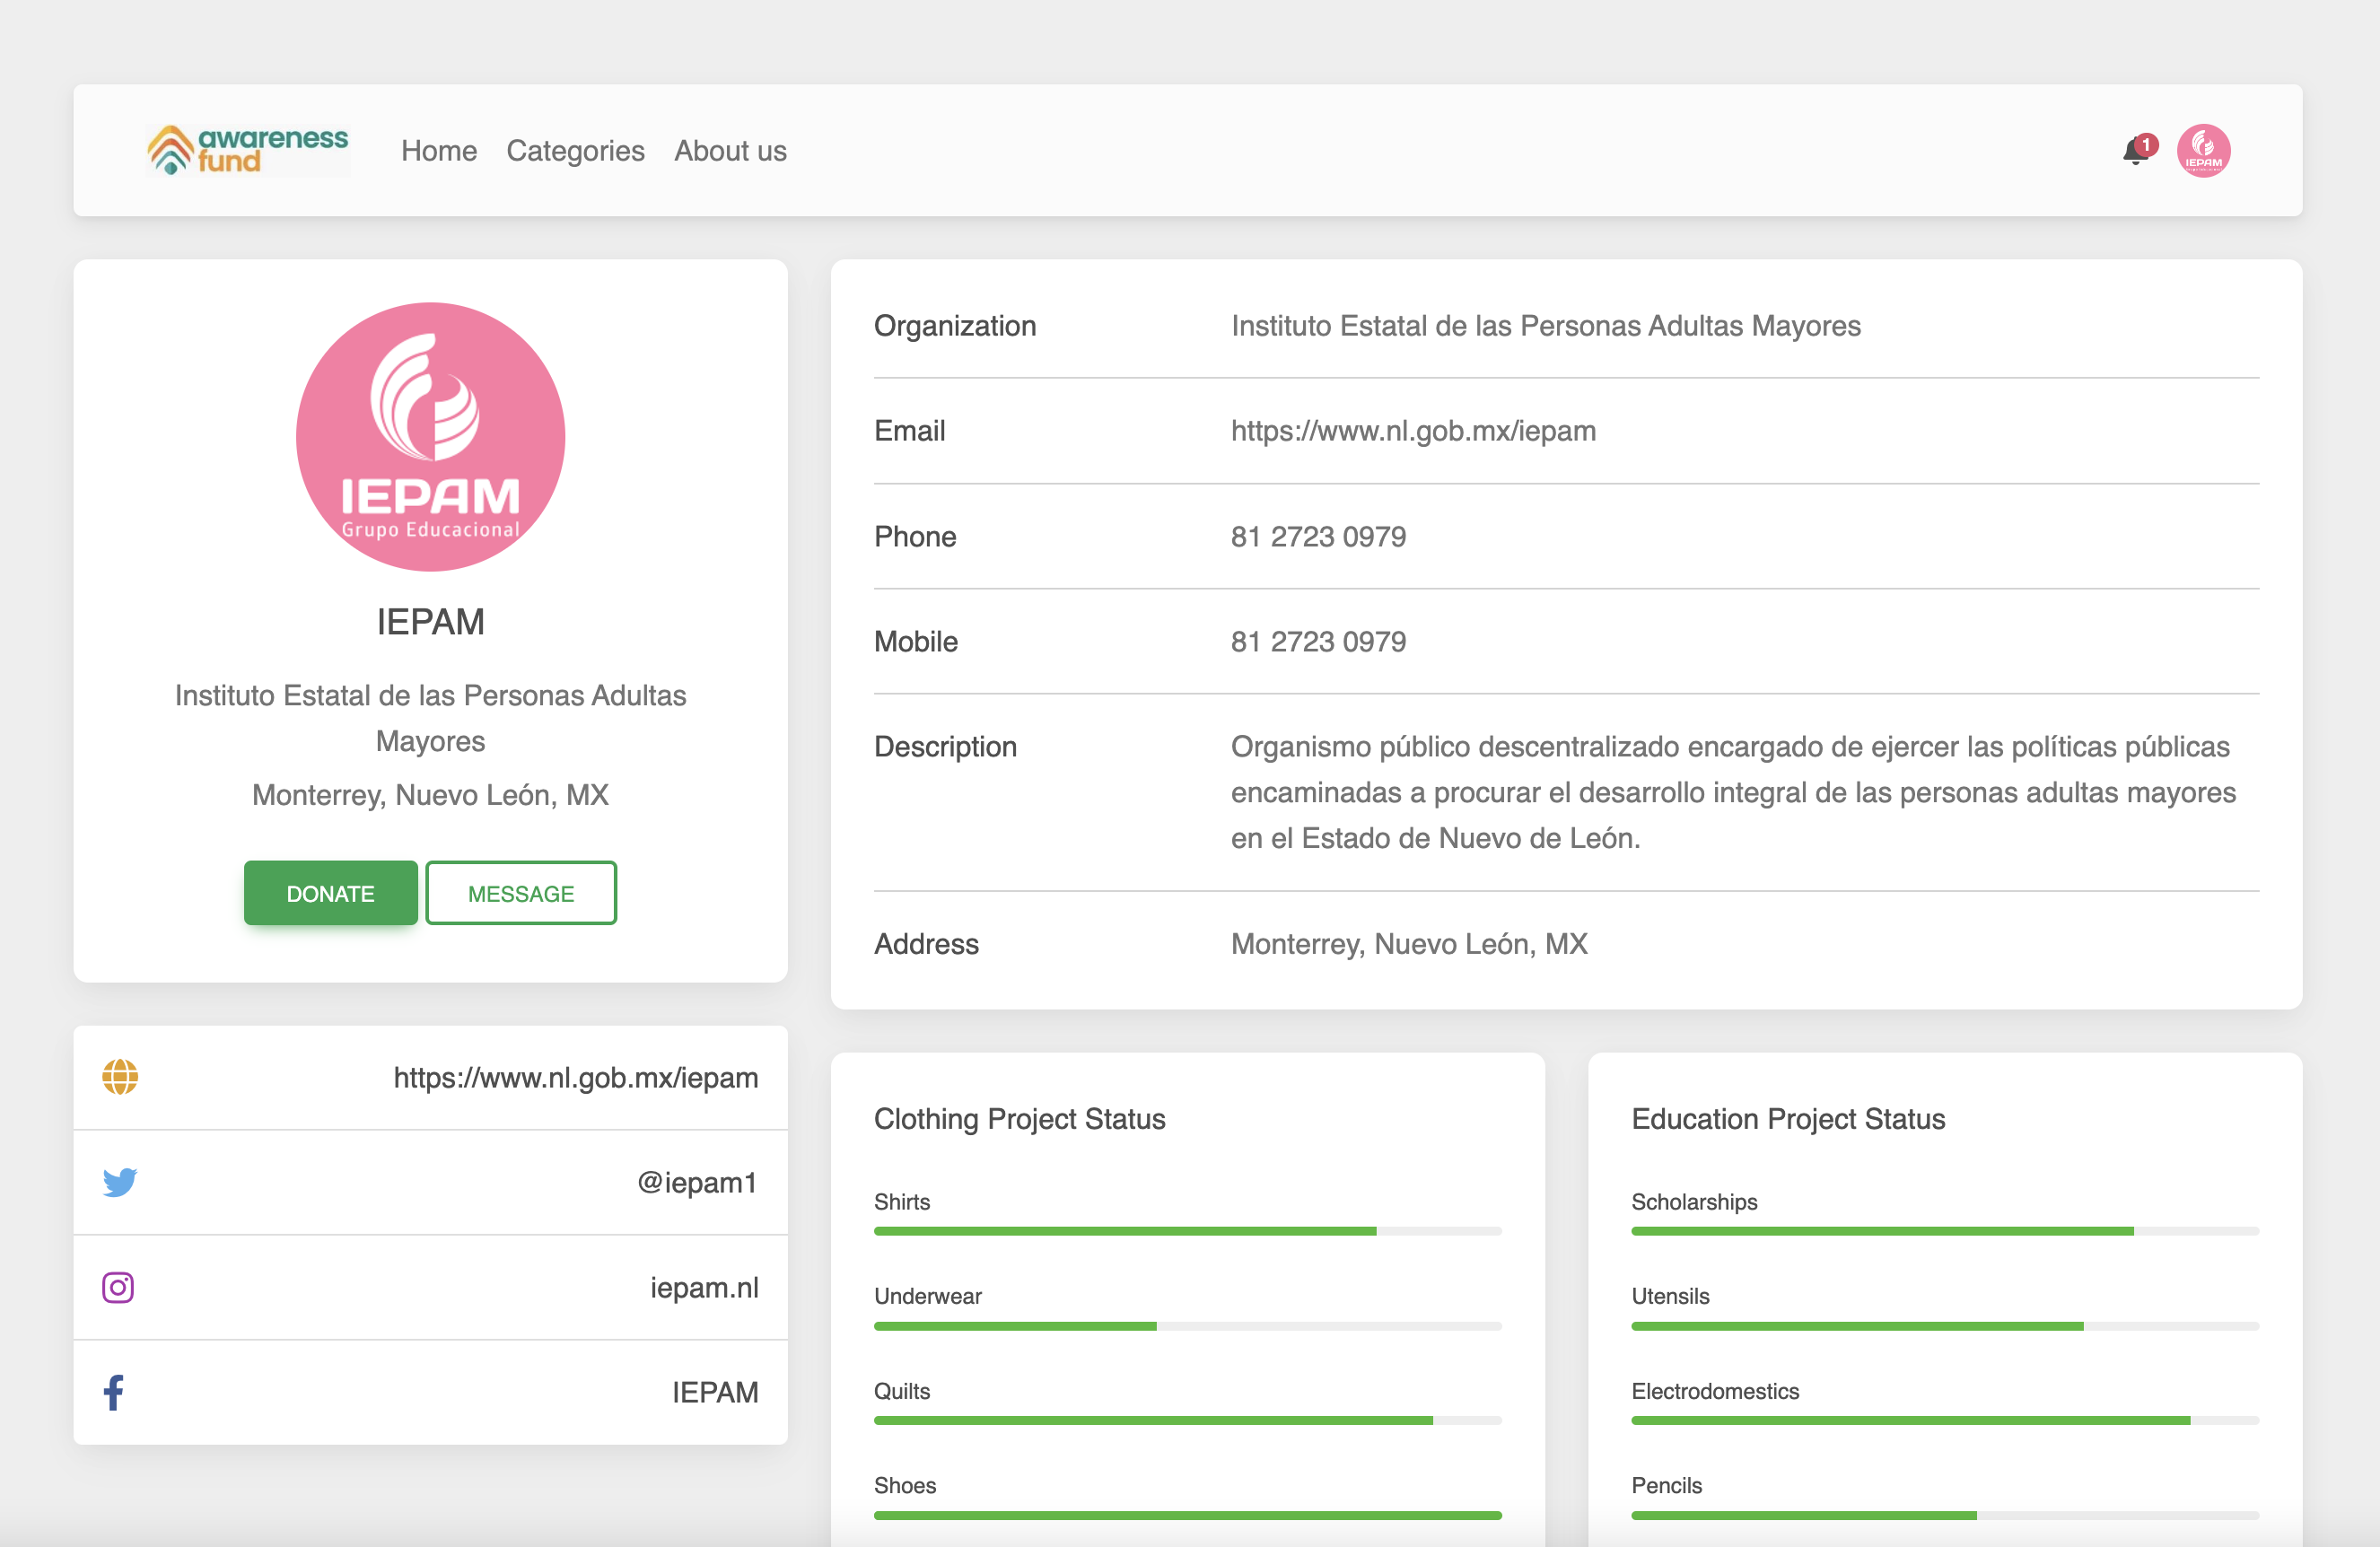 awareness
fund
Home
Categories
About us
1
IEPAM
IEPAM
Grupo Educacional
IEPAM
Instituto Estatal de las Personas Adultas
Mayores
Monterrey, Nuevo León, MX
DONATE
MESSAGE
https://www.nl.gob.mx/iepam
@iepam1
iepam.nl
IEPAM
Organization
Instituto Estatal de las Personas Adultas Mayores
Email
https://www.nl.gob.mx/iepam
Phone
81 2723 0979
Mobile
81 2723 0979
Description
Organismo público descentralizado encargado de ejercer las políticas públicas
encaminadas a procurar el desarrollo integral de las personas adultas mayores
en el Estado de Nuevo de León.
Address
Monterrey, Nuevo León, MX
Clothing Project Status
Shirts
Underwear
Quilts
Shoes
Education Project Status
Scholarships
Utensils
Electrodomestics
Pencils